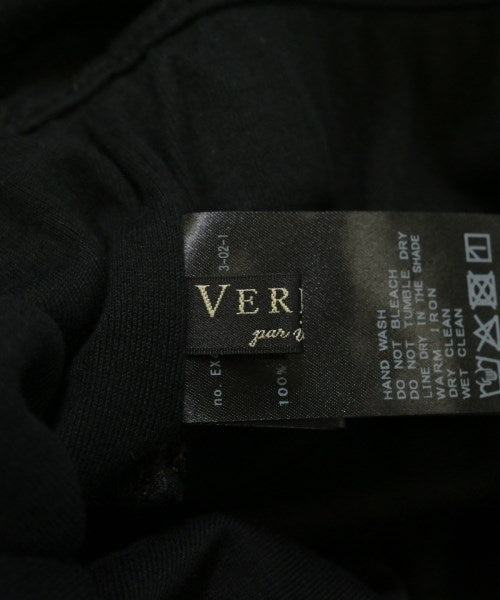 VER
par
no. EX
3-02-1
100%
HAND WASH
DO NOT BLEACH
DO NOT TUMBLE DRY
LINE DRY IN THE SHADE
WARM IRON
DRY CLEAN
WET CLEAN